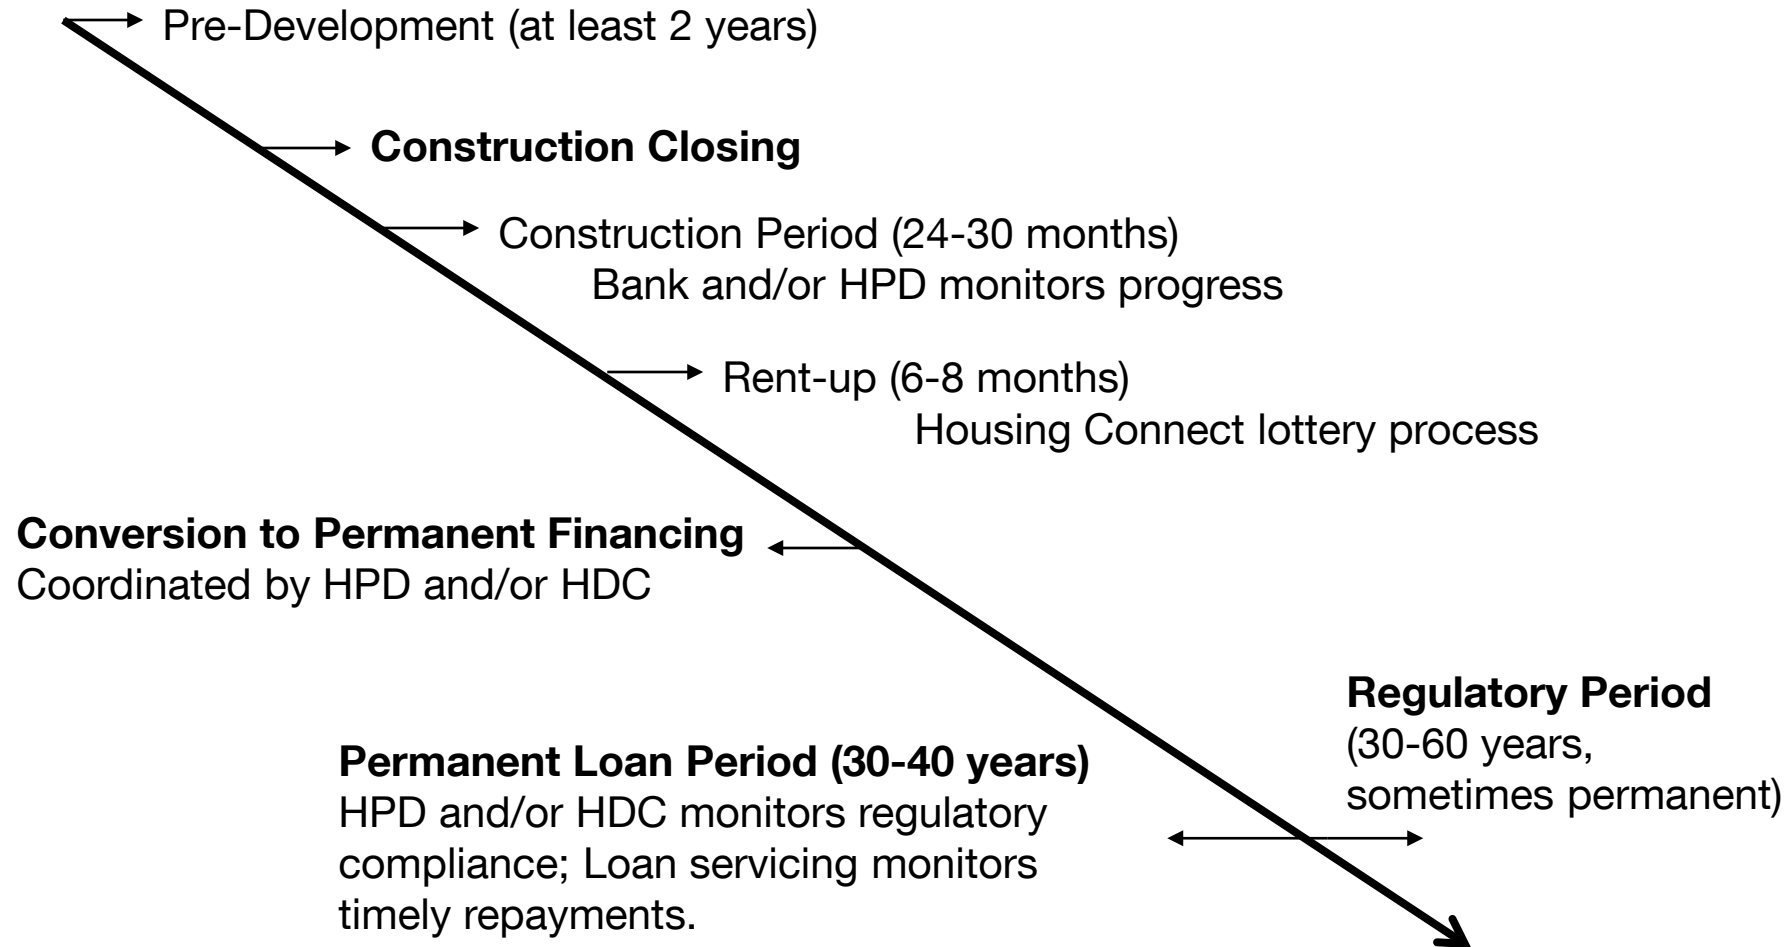 Pre-Development (at least 2 years)
Construction Closing
Construction Period (24-30 months)
Bank and/or HPD monitors progress
Rent-up (6-8 months)
Housing Connect lottery process
Conversion to Permanent Financing
Coordinated by HPD and/or HDC
Permanent Loan Period (30-40 years)
HPD and/or HDC monitors regulatory
compliance; Loan servicing monitors
timely repayments.
Regulatory Period
(30-60 years,
sometimes permanent)